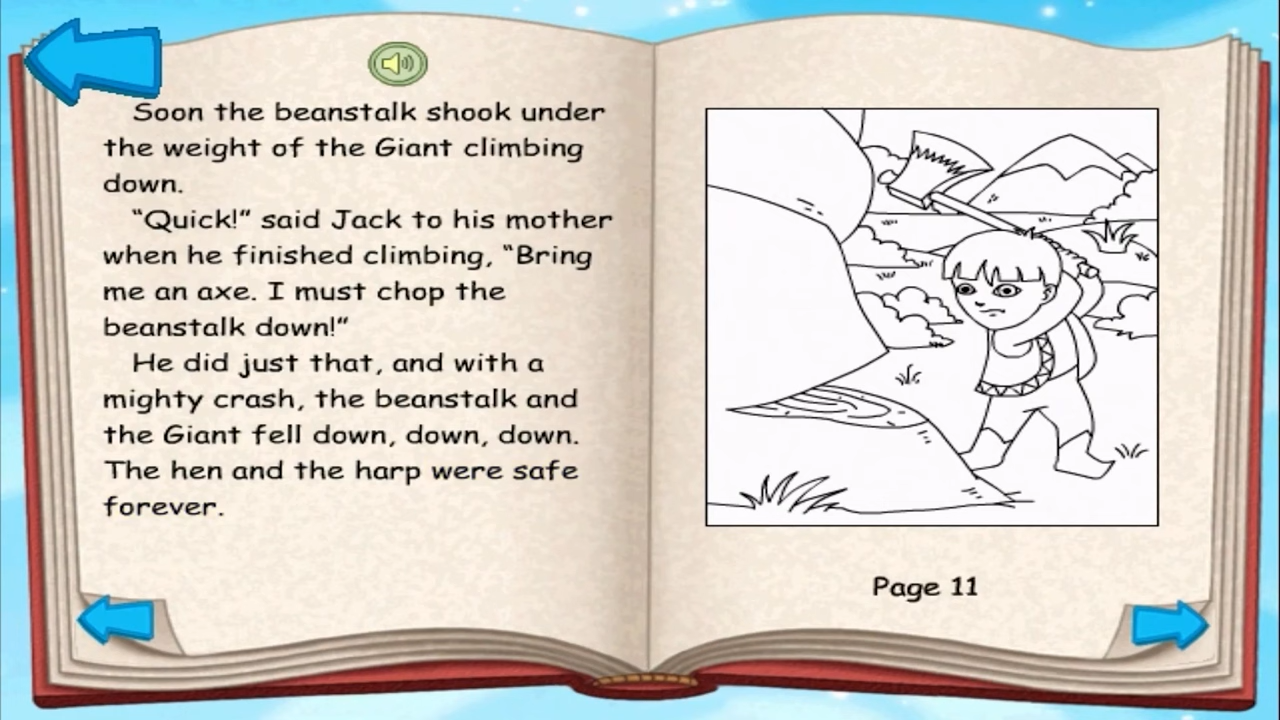 Soon the beanstalk shook under
the weight of the Giant climbing
down.
“Quick!” said Jack to his mother
when he finished climbing, “Bring
me an axe. I must chop the
beanstalk down!”
He did just that, and with a
mighty crash, the beanstalk and
the Giant fell down, down, down.
The hen and the harp were safe
forever.
Page 11